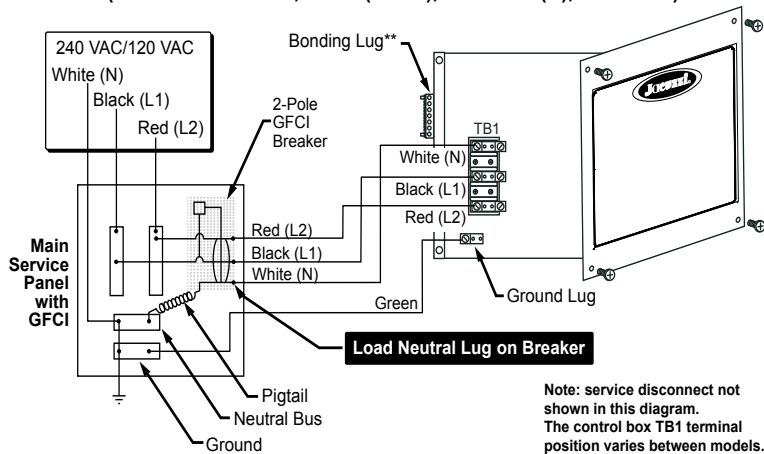 240 VAC/120 VAC
White (N)
Black (L1)
Red (L2)
2-Pole
GFCI
Breaker
Bonding Lug**
Jacuzzi
TB1
White (N)
Black (L1)
Red (L2)
Main
Service
Panel
with
GFCI
Red (L2)
Black (L1)
White (N)
Green
Ground Lug
Load Neutral Lug on Breaker
Pigtail
Neutral Bus
Ground
Note: service disconnect not
shown in this diagram.
The control box TB1 terminal
position varies between models.